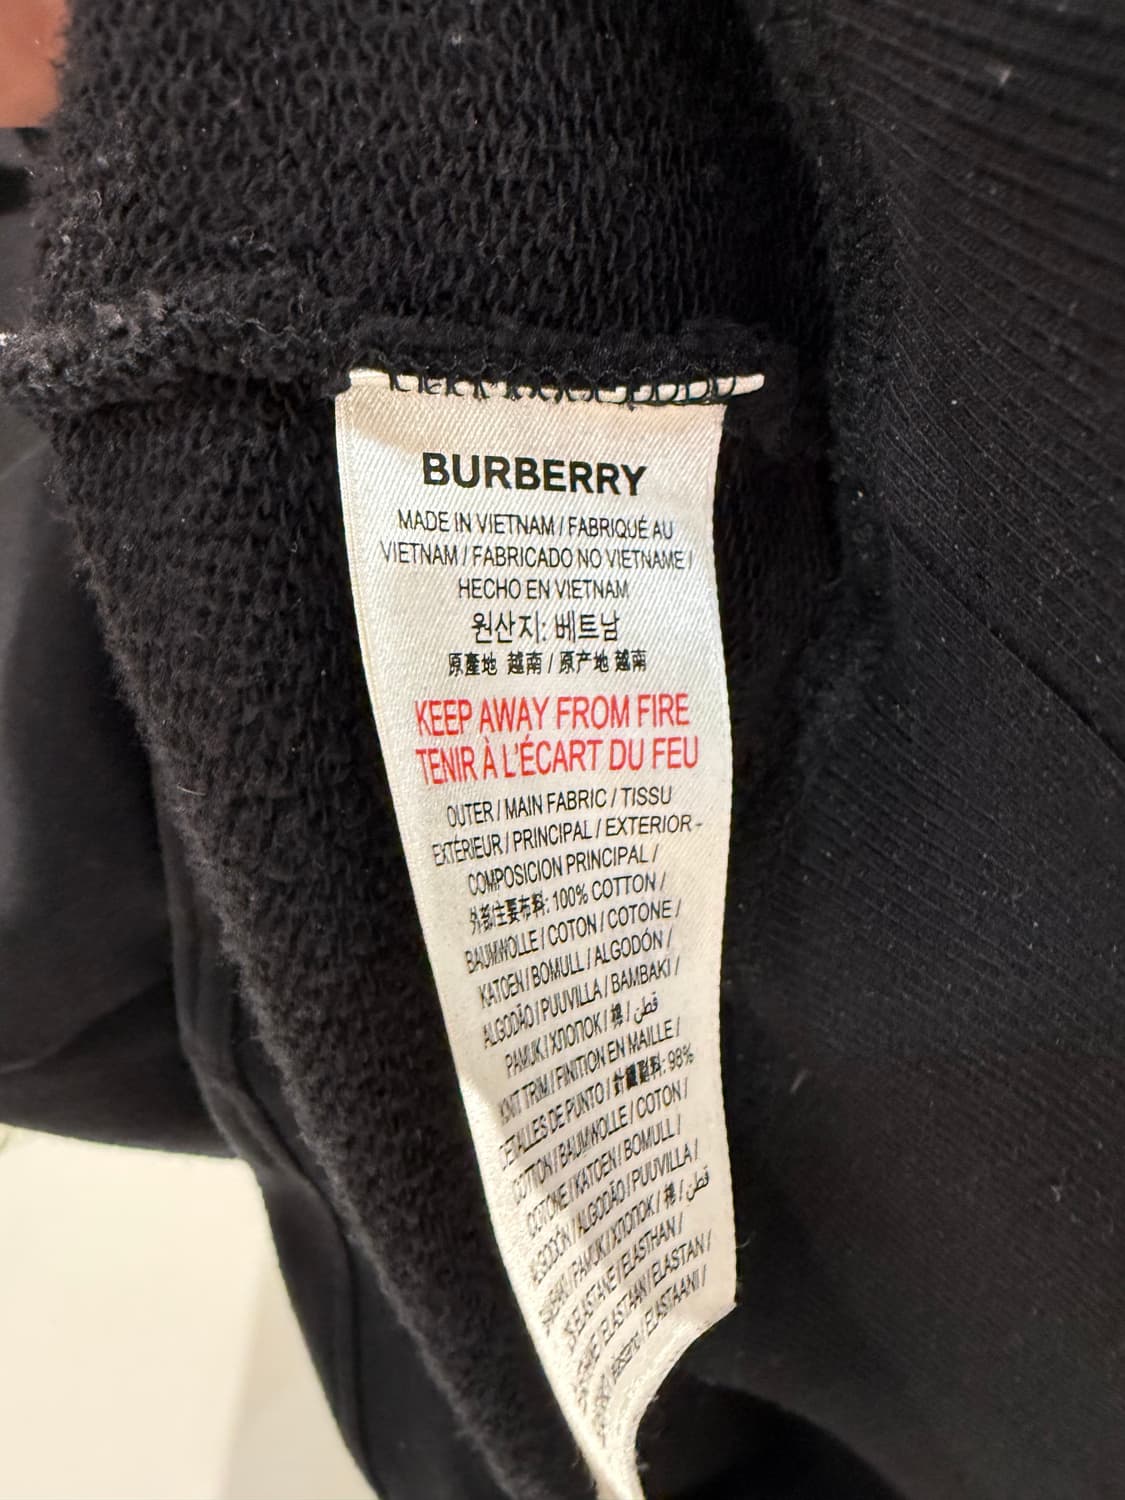 BURBERRY
MADE IN VIETNAM / FABRIQUÉ AU
VIETNAM / FABRICADO NO VIETNAME /
HECHO EN VIETNAM
원산지: 베트남
原產地 越南 / 原产地 越南
KEEP AWAY FROM FIRE
TENIR À L'ÉCART DU FEU
OUTER / MAIN FABRIC / TISSU
EXTÉRIEUR / PRINCIPAL / EXTERIOR -
COMPOSICION PRINCIPAL /
外部/主要布料: 100% COTTON /
BAUMWOLLE / COTON / COTONE /
KATOEN / BOMULL / ALGODÓN /
ALGODÃO / PUUVILLA / BAMBAKI /
PAMUK / ХЛОПОК / 棉 / قطن
KNIT TRIM / FINITION EN MAILLE /
DETALLES DE PUNTO / 針織配料: 98%
COTTON / BAUMWOLLE / COTON /
COTONE / KATOEN / BOMULL /
ALGODÓN / ALGODÃO / PUUVILLA /
/ PAMUK / ХЛОПОК / 棉 / قطن
ELASTANE / ELASTHAN /
/ ELASTAAN / ELASTAN /
/ ELASTAANI /